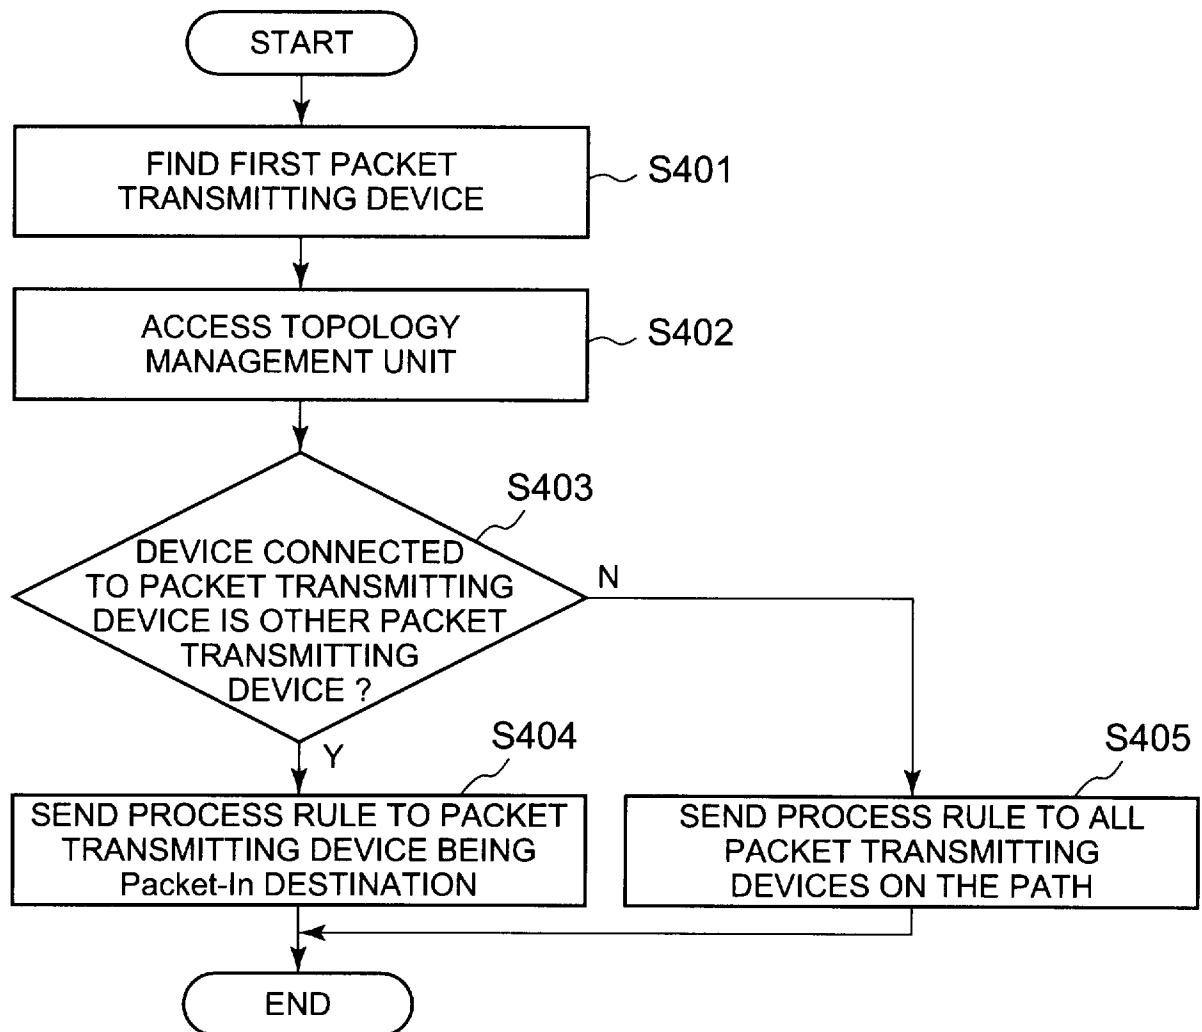 START
FIND FIRST PACKET
TRANSMITTING DEVICE
S401
ACCESS TOPOLOGY
MANAGEMENT UNIT
S402
S403
DEVICE CONNECTED
TO PACKET TRANSMITTING
DEVICE IS OTHER PACKET
TRANSMITTING
DEVICE ?
N
Y
S404
SEND PROCESS RULE TO PACKET
TRANSMITTING DEVICE BEING
Packet-In DESTINATION
S405
SEND PROCESS RULE TO ALL
PACKET TRANSMITTING
DEVICES ON THE PATH
END